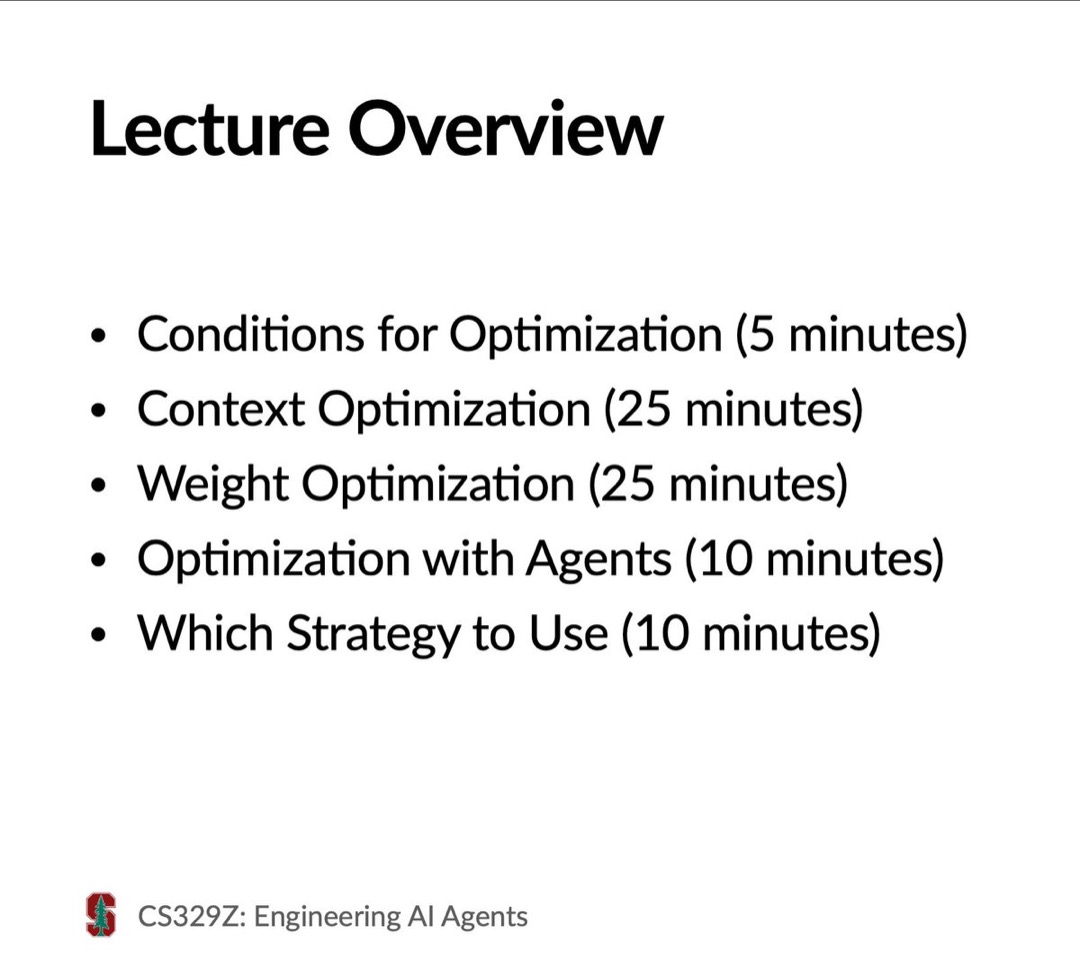 Lecture Overview
• Conditions for Optimization (5 minutes)
• Context Optimization (25 minutes)
• Weight Optimization (25 minutes)
• Optimization with Agents (10 minutes)
• Which Strategy to Use (10 minutes)
CS329Z: Engineering AI Agents